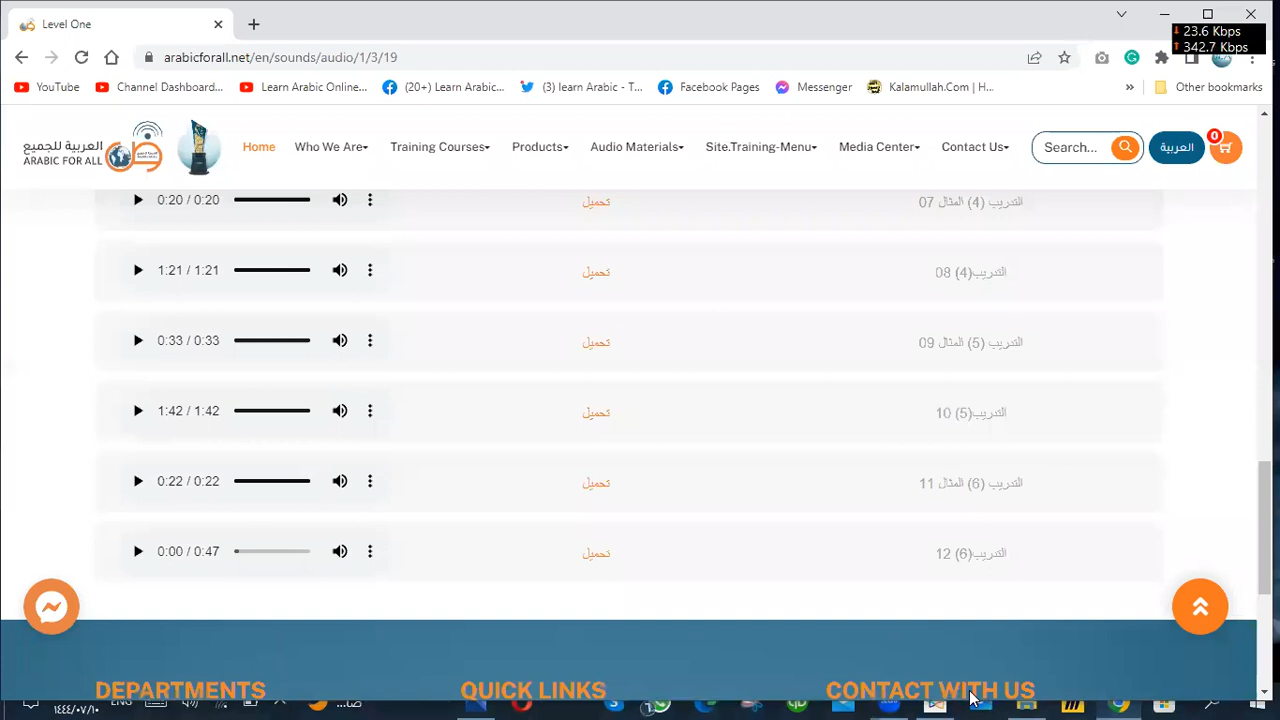 Level One
23.6 Kbps
342.7 Kbps
arabicforall.net/en/sounds/audio/1/3/19
YouTube
Channel Dashboard...
Learn Arabic Online...
(20+) Learn Arabic...
(3) learn Arabic - T...
Facebook Pages
Messenger
Kalamullah.Com | H...
Other bookmarks
العربية للجميع
ARABIC FOR ALL
Home
Who We Are
Training Courses
Products
Audio Materials
Site.Training-Menu
Media Center
Contact Us
Search...
العربية
0
0:20 / 0:20 تحميل التدريب (4) المثال 07
1:21 / 1:21 تحميل التدريب(4) 08
0:33 / 0:33 تحميل التدريب (5) المثال 09
1:42 / 1:42 تحميل التدريب(5) 10
0:22 / 0:22 تحميل التدريب (6) المثال 11
0:00 / 0:47 تحميل التدريب(6) 12
DEPARTMENTS
QUICK LINKS
CONTACT WITH US
١٤٤٤/٠٧/١٠
ENG